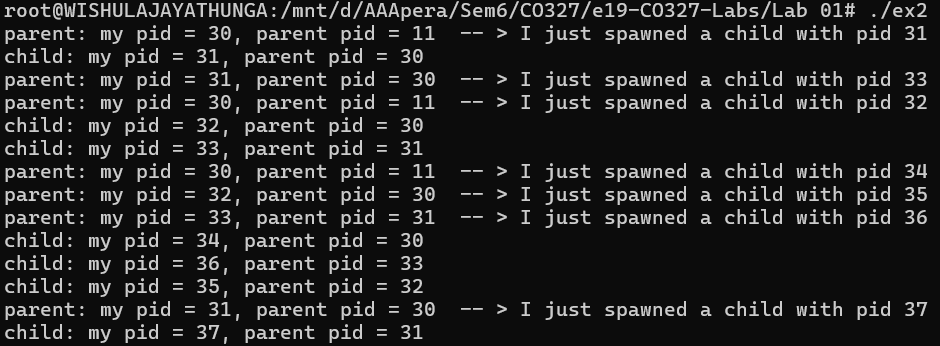 root@WISHULAJAYATHUNGA:/mnt/d/AAApera/Sem6/CO327/e19-CO327-Labs/Lab 01# ./ex2
parent: my pid = 30, parent pid = 11  -- > I just spawned a child with pid 31
child: my pid = 31, parent pid = 30
parent: my pid = 31, parent pid = 30  -- > I just spawned a child with pid 33
parent: my pid = 30, parent pid = 11  -- > I just spawned a child with pid 32
child: my pid = 32, parent pid = 30
child: my pid = 33, parent pid = 31
parent: my pid = 30, parent pid = 11  -- > I just spawned a child with pid 34
parent: my pid = 32, parent pid = 30  -- > I just spawned a child with pid 35
parent: my pid = 33, parent pid = 31  -- > I just spawned a child with pid 36
child: my pid = 34, parent pid = 30
child: my pid = 36, parent pid = 33
child: my pid = 35, parent pid = 32
parent: my pid = 31, parent pid = 30  -- > I just spawned a child with pid 37
child: my pid = 37, parent pid = 31